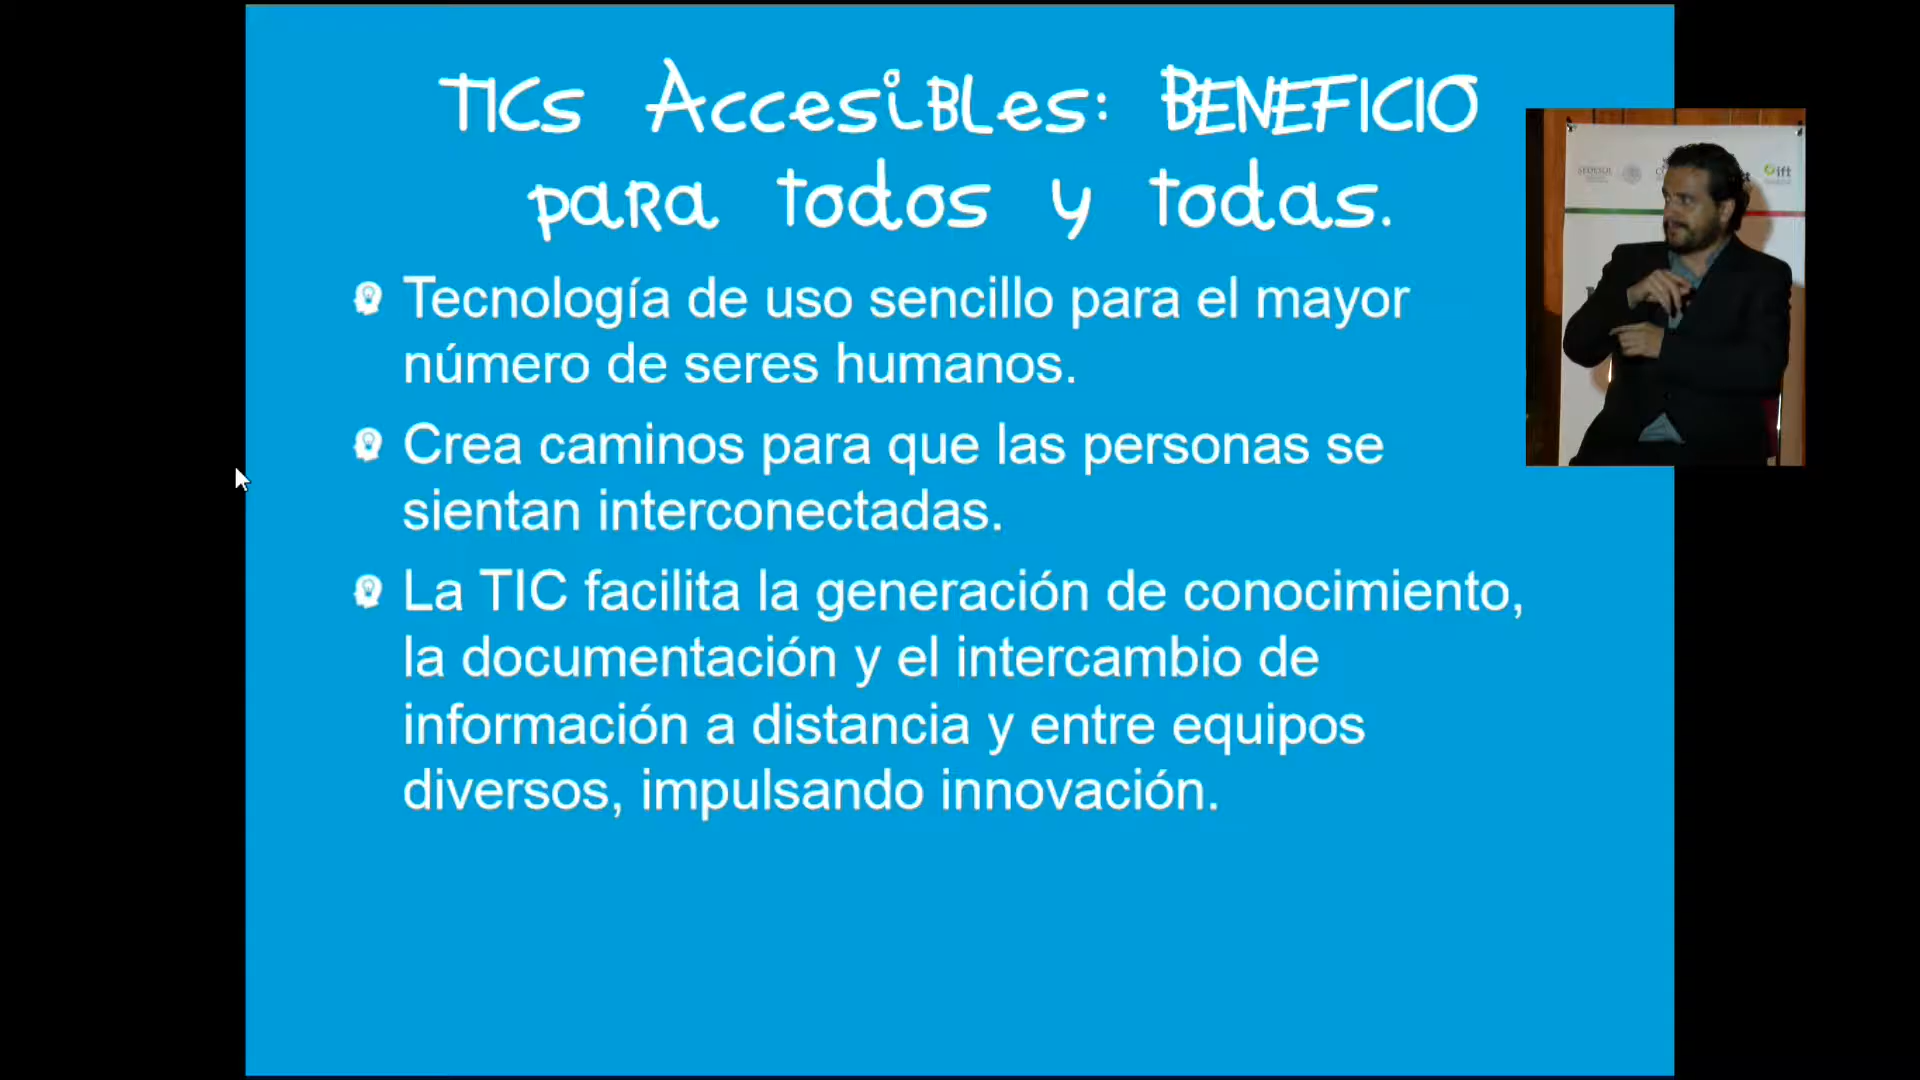 TICs Accesibles: BENEFICIO
para todos y todas.
Tecnología de uso sencillo para el mayor
número de seres humanos.
Crea caminos para que las personas se
sientan interconectadas.
La TIC facilita la generación de conocimiento,
la documentación y el intercambio de
información a distancia y entre equipos
diversos, impulsando innovación.
SEDESOL
ift